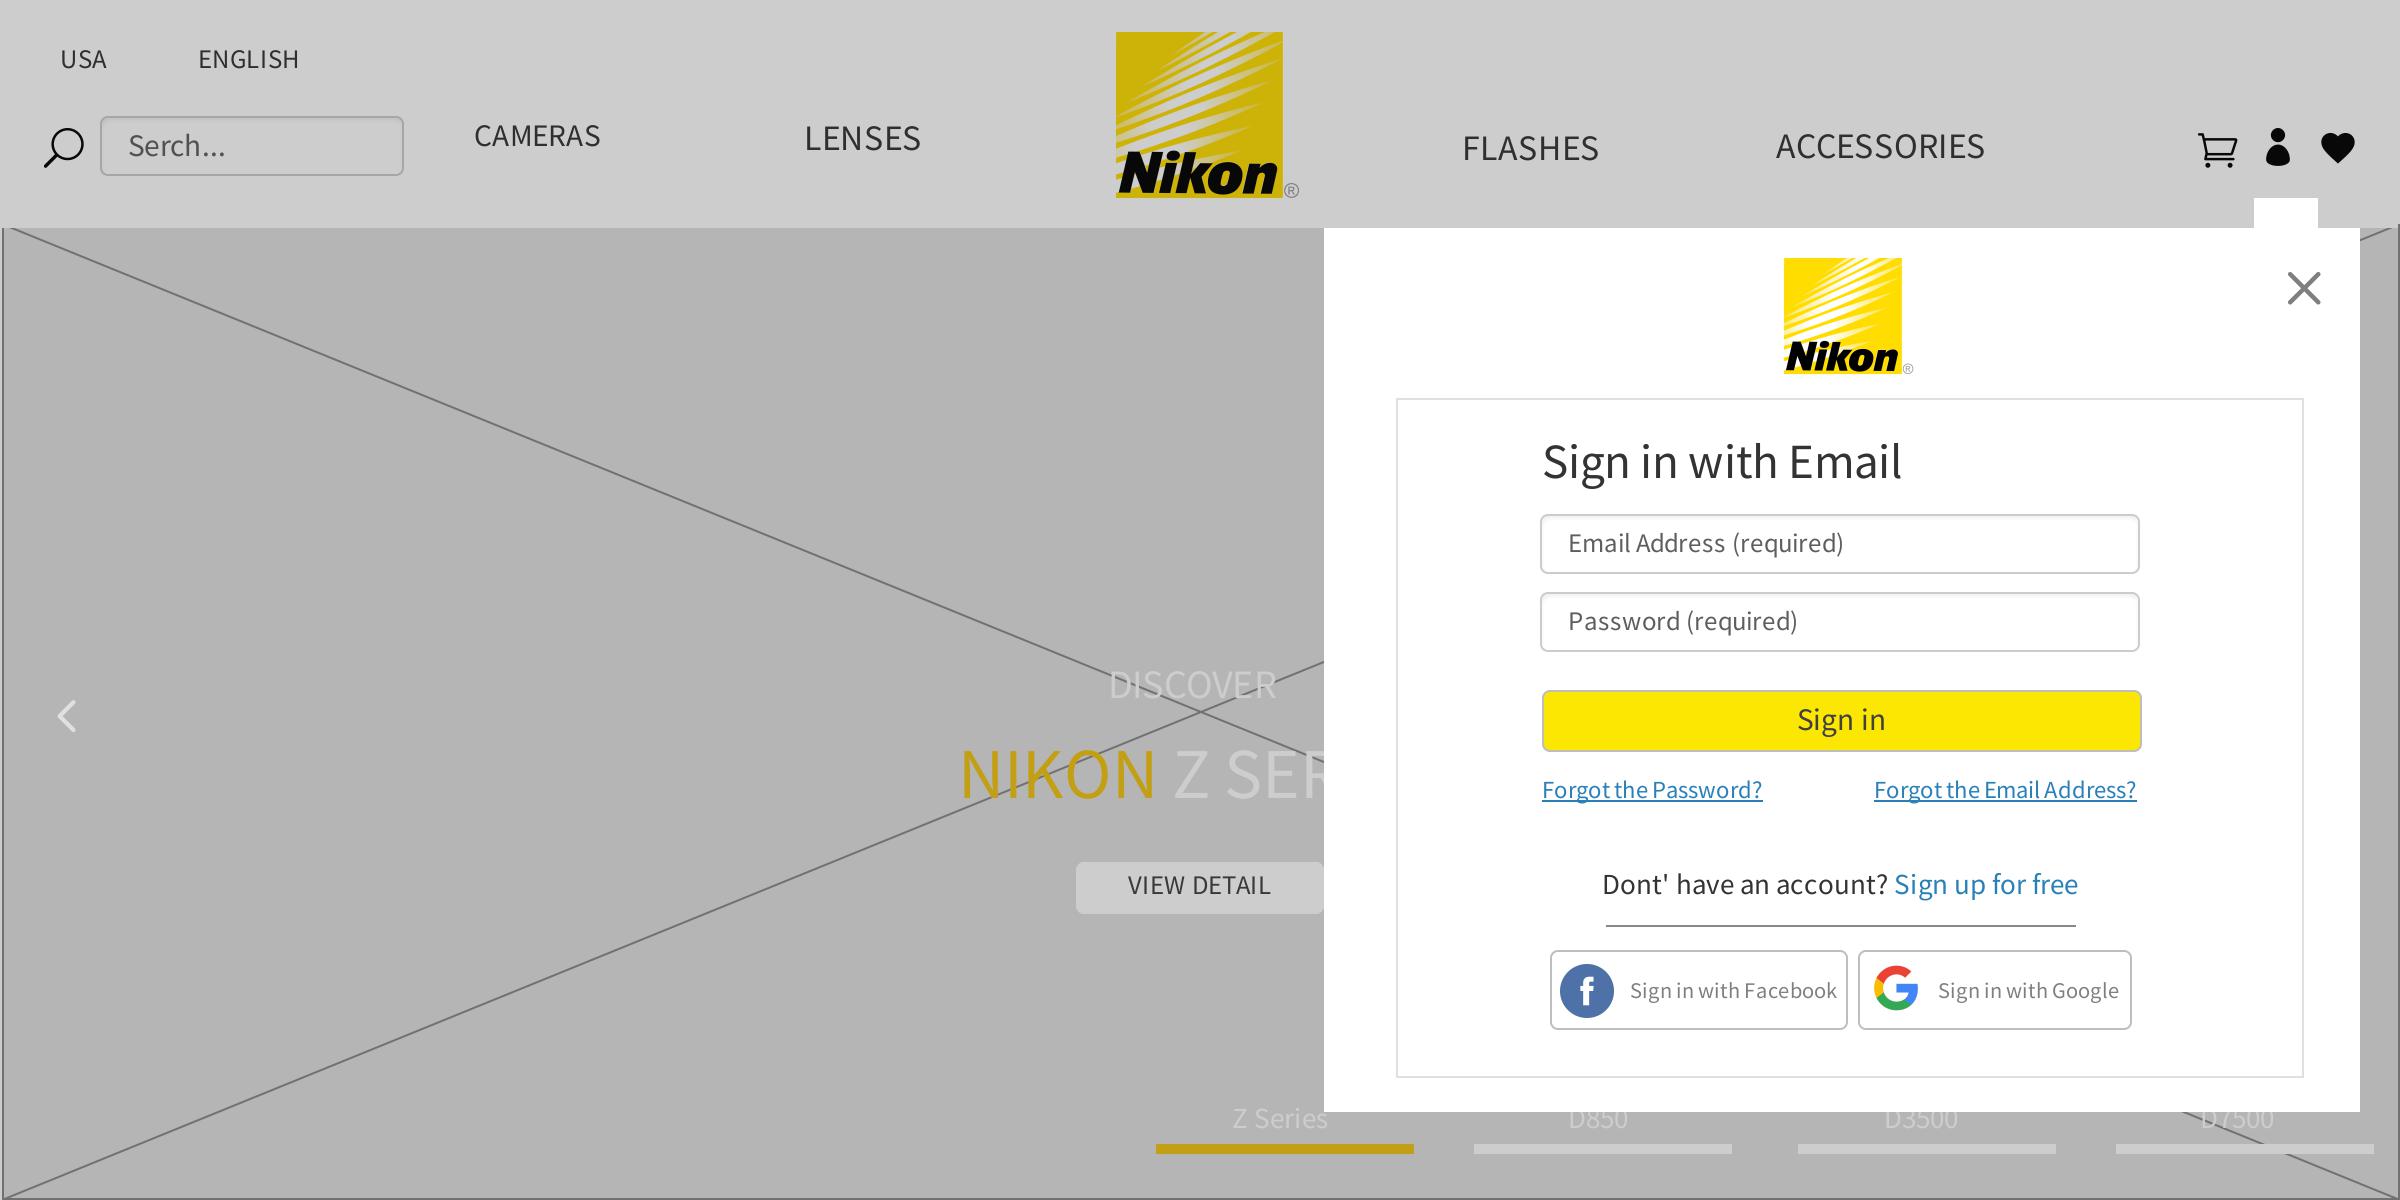 USA ENGLISH
Serch...
CAMERAS
LENSES
Nikon®
FLASHES
ACCESSORIES
Nikon®
Sign in with Email
Email Address (required)
Password (required)
Sign in
Forgot the Password? Forgot the Email Address?
Dont' have an account? Sign up for free
Sign in with Facebook Sign in with Google
DISCOVER
NIKON Z SER
VIEW DETAIL
Z Series D850 D3500 D7500